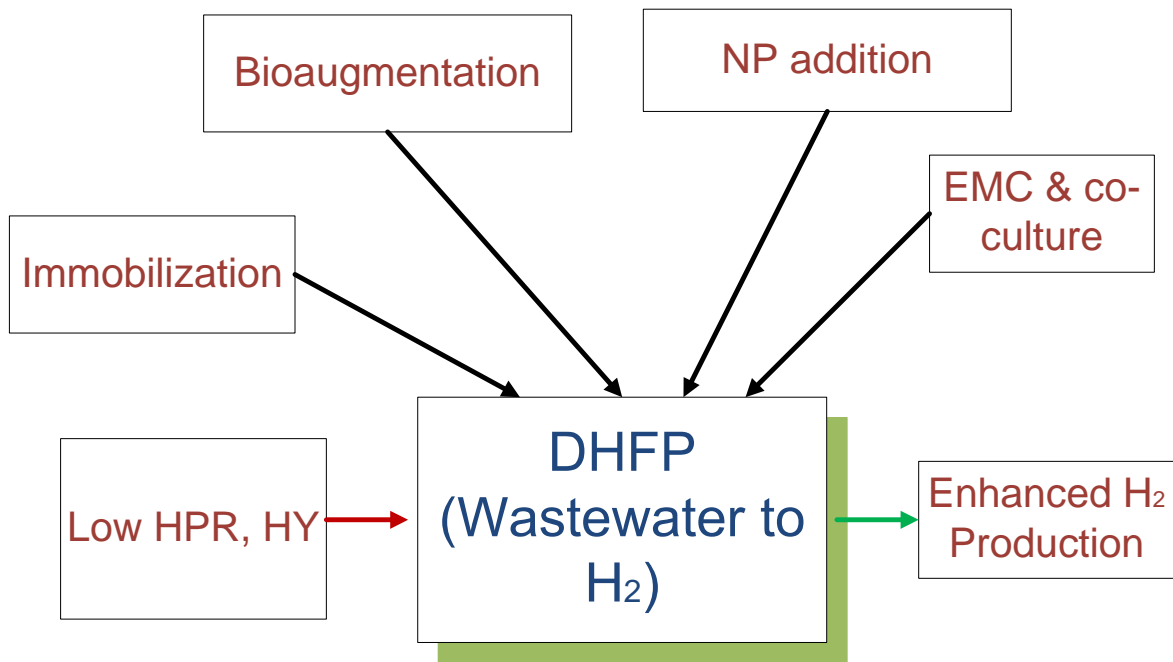 Bioaugmentation
NP addition
EMC & co-
culture
Immobilization
Low HPR, HY
DHFP
(Wastewater to
H₂)
Enhanced H₂
Production